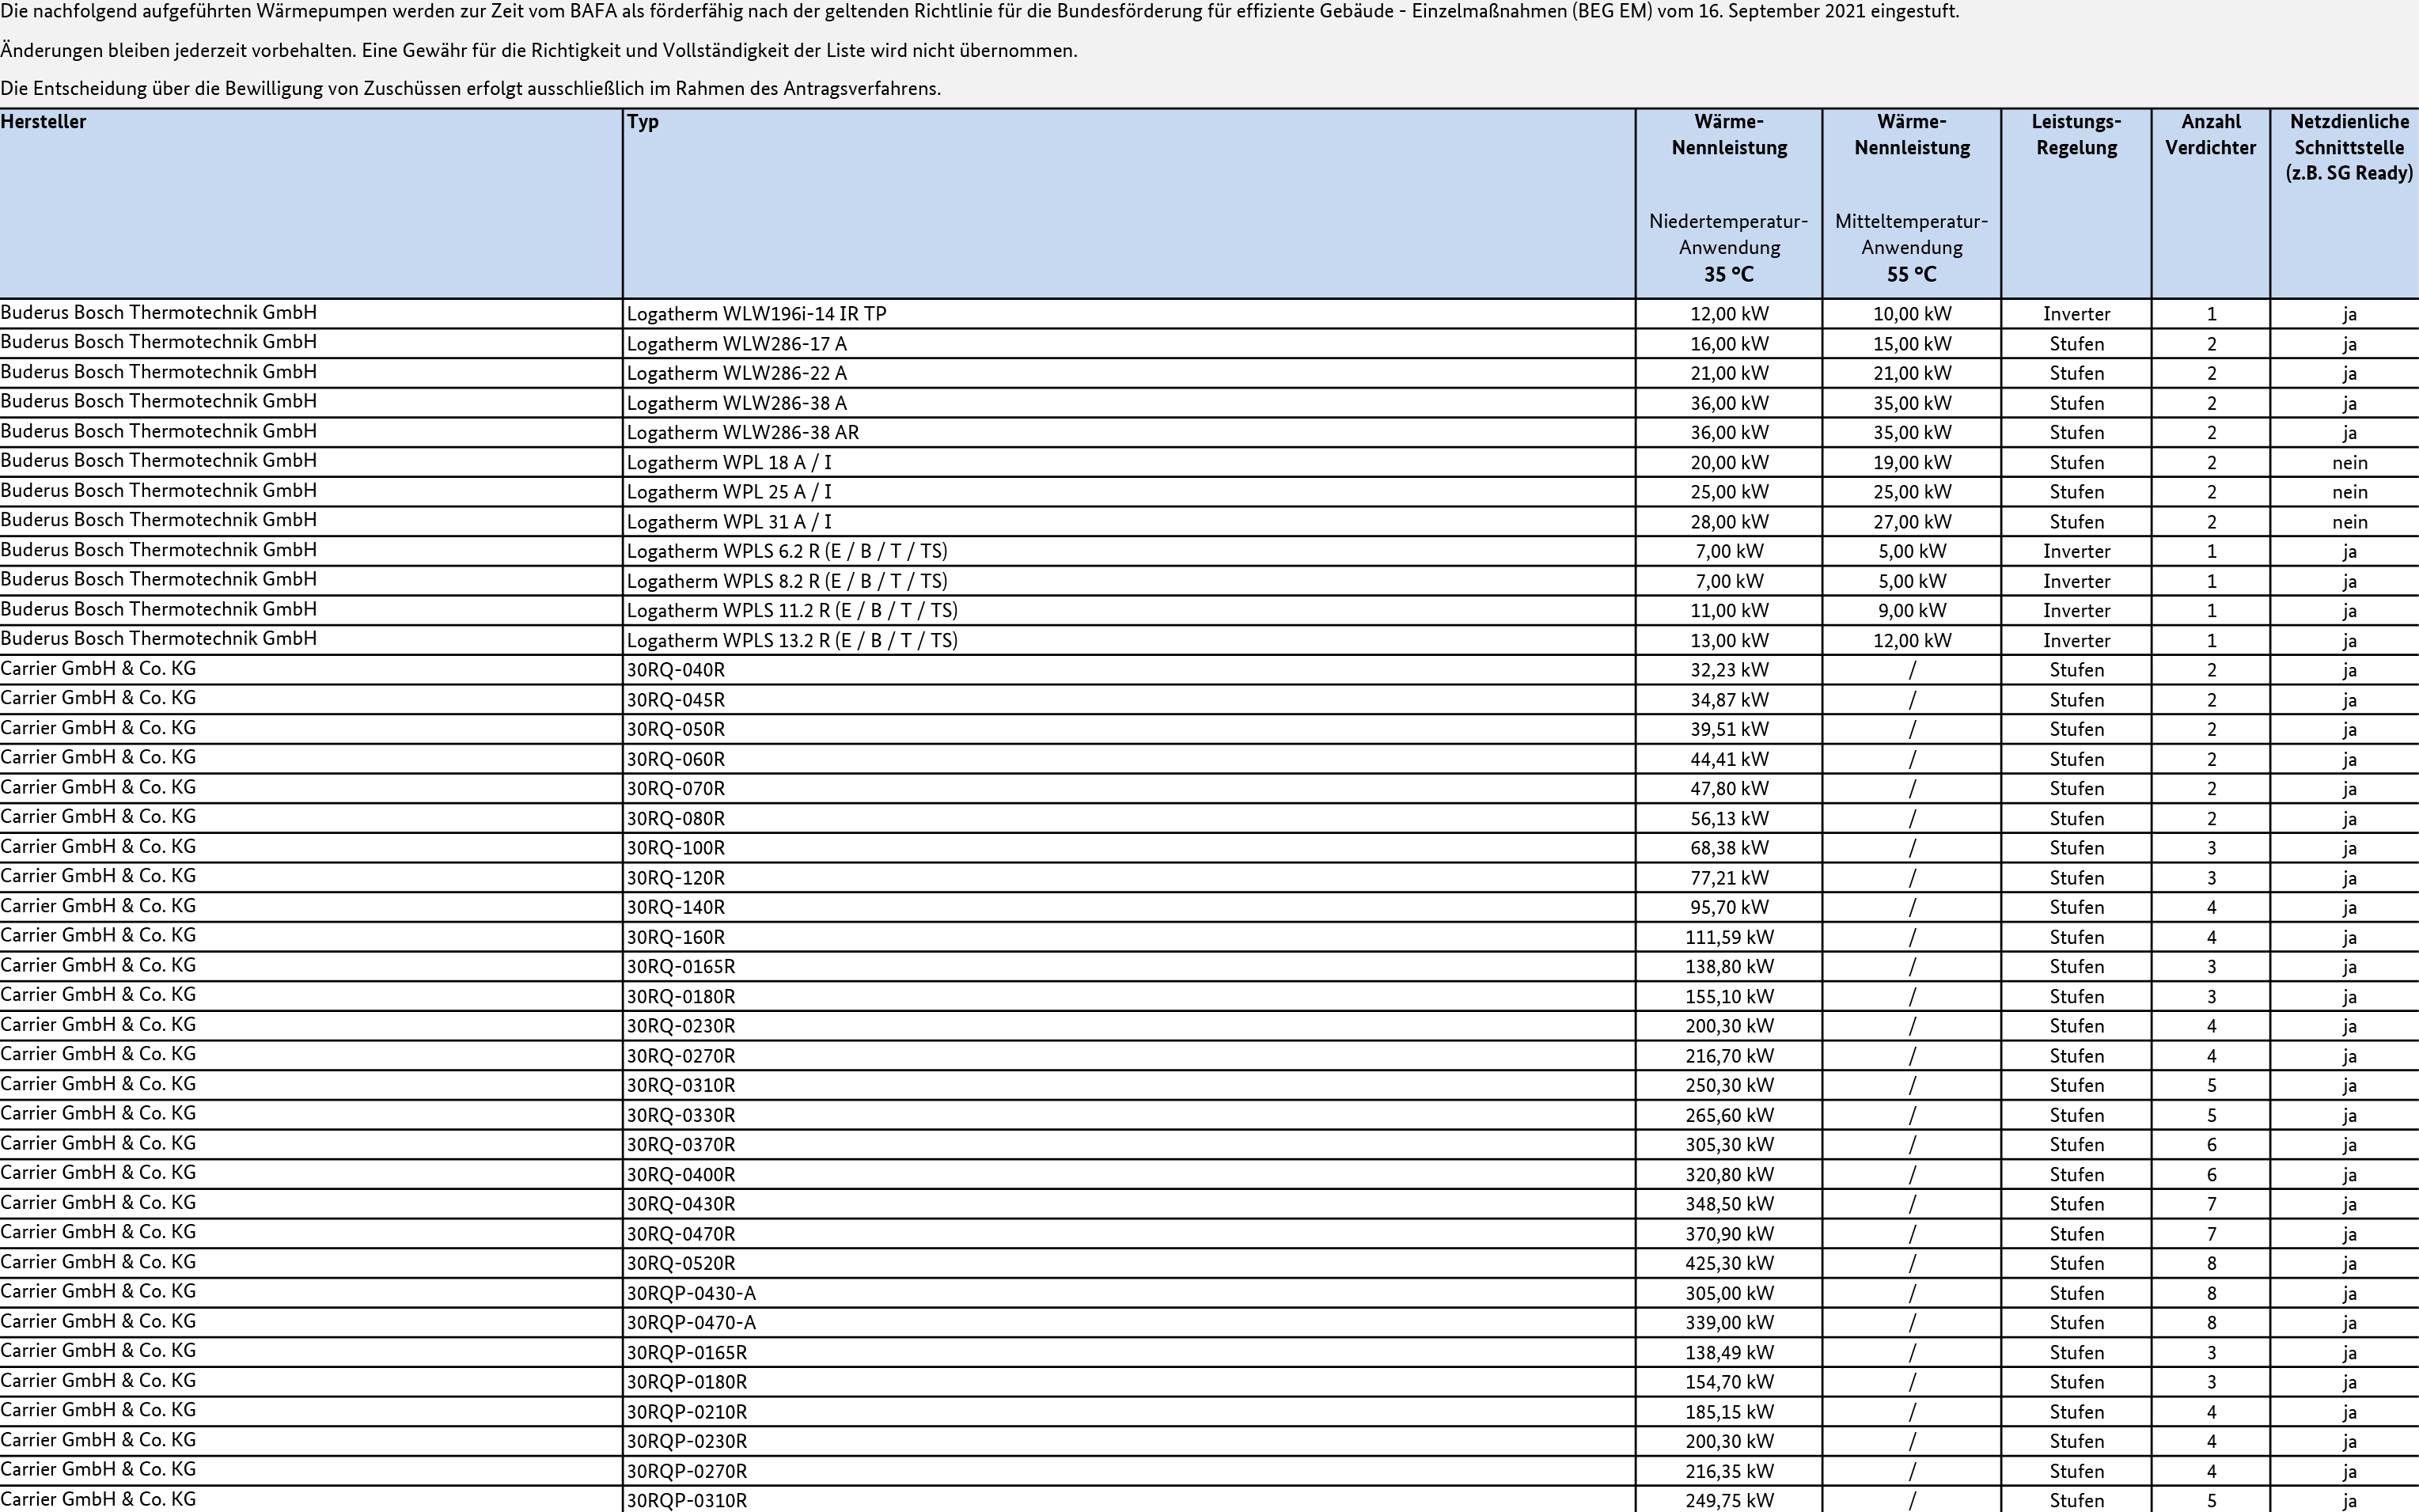 Die nachfolgend aufgeführten Wärmepumpen werden zur Zeit vom BAFA als förderfähig nach der geltenden Richtlinie für die Bundesförderung für effiziente Gebäude - Einzelmaßnahmen (BEG EM) vom 16. September 2021 eingestuft.
Änderungen bleiben jederzeit vorbehalten. Eine Gewähr für die Richtigkeit und Vollständigkeit der Liste wird nicht übernommen.
Die Entscheidung über die Bewilligung von Zuschüssen erfolgt ausschließlich im Rahmen des Antragsverfahrens.
Hersteller Typ Wärme- Wärme- Leistungs- Anzahl Netzdienliche
Nennleistung Nennleistung Regelung Verdichter Schnittstelle
(z.B. SG Ready)
Niedertemperatur- Mitteltemperatur-
Anwendung Anwendung
35 °C 55 °C
Buderus Bosch Thermotechnik GmbH Logatherm WLW196i-14 IR TP 12,00 kW 10,00 kW Inverter 1 ja
Buderus Bosch Thermotechnik GmbH Logatherm WLW286-17 A 16,00 kW 15,00 kW Stufen 2 ja
Buderus Bosch Thermotechnik GmbH Logatherm WLW286-22 A 21,00 kW 21,00 kW Stufen 2 ja
Buderus Bosch Thermotechnik GmbH Logatherm WLW286-38 A 36,00 kW 35,00 kW Stufen 2 ja
Buderus Bosch Thermotechnik GmbH Logatherm WLW286-38 AR 36,00 kW 35,00 kW Stufen 2 ja
Buderus Bosch Thermotechnik GmbH Logatherm WPL 18 A / I 20,00 kW 19,00 kW Stufen 2 nein
Buderus Bosch Thermotechnik GmbH Logatherm WPL 25 A / I 25,00 kW 25,00 kW Stufen 2 nein
Buderus Bosch Thermotechnik GmbH Logatherm WPL 31 A / I 28,00 kW 27,00 kW Stufen 2 nein
Buderus Bosch Thermotechnik GmbH Logatherm WPLS 6.2 R (E / B / T / TS) 7,00 kW 5,00 kW Inverter 1 ja
Buderus Bosch Thermotechnik GmbH Logatherm WPLS 8.2 R (E / B / T / TS) 7,00 kW 5,00 kW Inverter 1 ja
Buderus Bosch Thermotechnik GmbH Logatherm WPLS 11.2 R (E / B / T / TS) 11,00 kW 9,00 kW Inverter 1 ja
Buderus Bosch Thermotechnik GmbH Logatherm WPLS 13.2 R (E / B / T / TS) 13,00 kW 12,00 kW Inverter 1 ja
Carrier GmbH & Co. KG 30RQ-040R 32,23 kW / Stufen 2 ja
Carrier GmbH & Co. KG 30RQ-045R 34,87 kW / Stufen 2 ja
Carrier GmbH & Co. KG 30RQ-050R 39,51 kW / Stufen 2 ja
Carrier GmbH & Co. KG 30RQ-060R 44,41 kW / Stufen 2 ja
Carrier GmbH & Co. KG 30RQ-070R 47,80 kW / Stufen 2 ja
Carrier GmbH & Co. KG 30RQ-080R 56,13 kW / Stufen 2 ja
Carrier GmbH & Co. KG 30RQ-100R 68,38 kW / Stufen 3 ja
Carrier GmbH & Co. KG 30RQ-120R 77,21 kW / Stufen 3 ja
Carrier GmbH & Co. KG 30RQ-140R 95,70 kW / Stufen 4 ja
Carrier GmbH & Co. KG 30RQ-160R 111,59 kW / Stufen 4 ja
Carrier GmbH & Co. KG 30RQ-0165R 138,80 kW / Stufen 3 ja
Carrier GmbH & Co. KG 30RQ-0180R 155,10 kW / Stufen 3 ja
Carrier GmbH & Co. KG 30RQ-0230R 200,30 kW / Stufen 4 ja
Carrier GmbH & Co. KG 30RQ-0270R 216,70 kW / Stufen 4 ja
Carrier GmbH & Co. KG 30RQ-0310R 250,30 kW / Stufen 5 ja
Carrier GmbH & Co. KG 30RQ-0330R 265,60 kW / Stufen 5 ja
Carrier GmbH & Co. KG 30RQ-0370R 305,30 kW / Stufen 6 ja
Carrier GmbH & Co. KG 30RQ-0400R 320,80 kW / Stufen 6 ja
Carrier GmbH & Co. KG 30RQ-0430R 348,50 kW / Stufen 7 ja
Carrier GmbH & Co. KG 30RQ-0470R 370,90 kW / Stufen 7 ja
Carrier GmbH & Co. KG 30RQ-0520R 425,30 kW / Stufen 8 ja
Carrier GmbH & Co. KG 30RQP-0430-A 305,00 kW / Stufen 8 ja
Carrier GmbH & Co. KG 30RQP-0470-A 339,00 kW / Stufen 8 ja
Carrier GmbH & Co. KG 30RQP-0165R 138,49 kW / Stufen 3 ja
Carrier GmbH & Co. KG 30RQP-0180R 154,70 kW / Stufen 3 ja
Carrier GmbH & Co. KG 30RQP-0210R 185,15 kW / Stufen 4 ja
Carrier GmbH & Co. KG 30RQP-0230R 200,30 kW / Stufen 4 ja
Carrier GmbH & Co. KG 30RQP-0270R 216,35 kW / Stufen 4 ja
Carrier GmbH & Co. KG 30RQP-0310R 249,75 kW / Stufen 5 ja